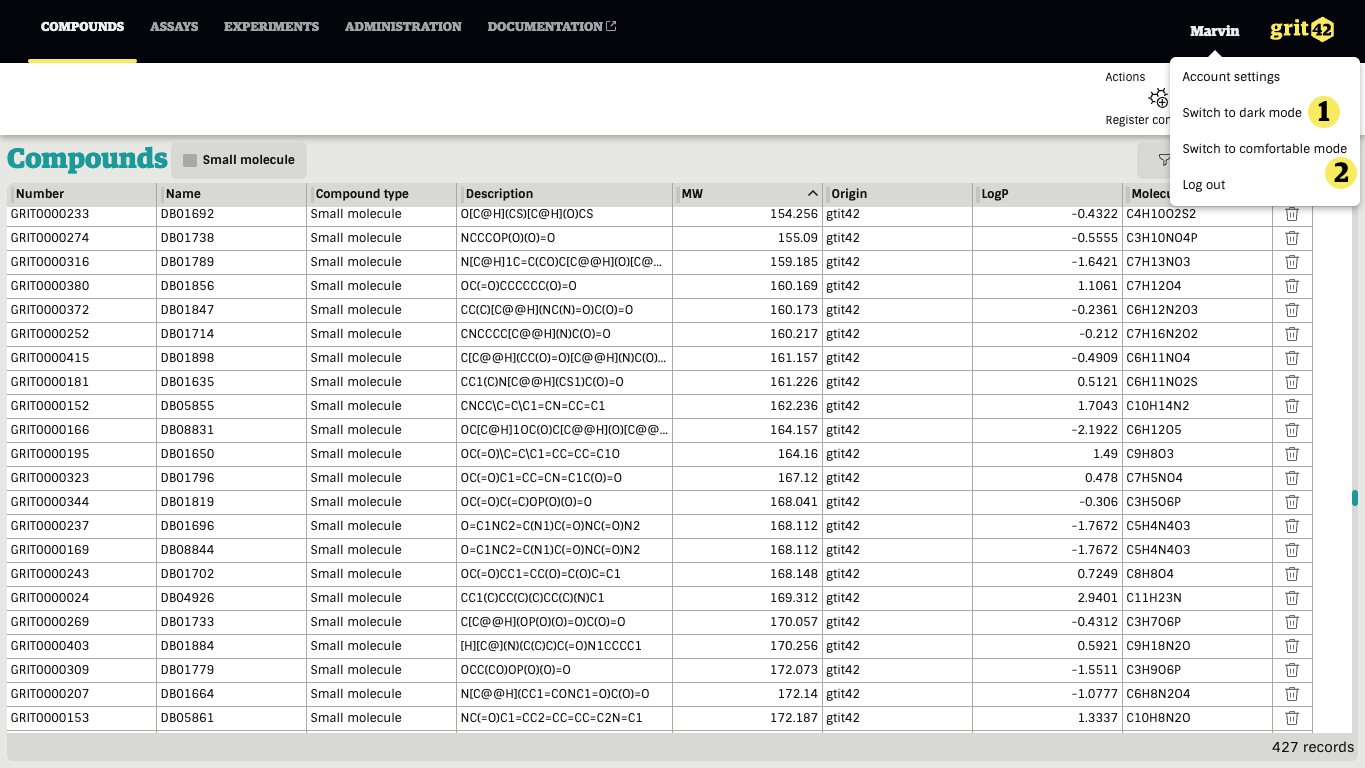 COMPOUNDS ASSAYS EXPERIMENTS ADMINISTRATION DOCUMENTATION Marvin grit42
Actions
Register con
Account settings
Switch to dark mode 1
Switch to comfortable mode
2
Log out
Compounds Small molecule
Number Name Compound type Description MW Origin LogP Molecu
GRIT0000233 DB01692 Small molecule O[C@H](CS)[C@H](O)CS 154.256 gtit42 -0.4322 C4H10O2S2
GRIT0000274 DB01738 Small molecule NCCCOP(O)(O)=O 155.09 gtit42 -0.5555 C3H10NO4P
GRIT0000316 DB01789 Small molecule N[C@H]1C=C(CO)C[C@@H](O)[C@... 159.185 gtit42 -1.6421 C7H13NO3
GRIT0000380 DB01856 Small molecule OC(=O)CCCCCC(O)=O 160.169 gtit42 1.1061 C7H12O4
GRIT0000372 DB01847 Small molecule CC(C)[C@@H](NC(N)=O)C(O)=O 160.173 gtit42 -0.2361 C6H12N2O3
GRIT0000252 DB01714 Small molecule CNCCCC[C@@H](N)C(O)=O 160.217 gtit42 -0.212 C7H16N2O2
GRIT0000415 DB01898 Small molecule C[C@@H](CC(O)=O)[C@@H](N)C(O)... 161.157 gtit42 -0.4909 C6H11NO4
GRIT0000181 DB01635 Small molecule CC1(C)N[C@@H](CS1)C(O)=O 161.226 gtit42 0.5121 C6H11NO2S
GRIT0000152 DB05855 Small molecule CNCC\C=C\C1=CN=CC=C1 162.236 gtit42 1.7043 C10H14N2
GRIT0000166 DB08831 Small molecule OC[C@H]1OC(O)C[C@@H](O)[C@@... 164.157 gtit42 -2.1922 C6H12O5
GRIT0000195 DB01650 Small molecule OC(=O)\C=C\C1=CC=CC=C1O 164.16 gtit42 1.49 C9H8O3
GRIT0000323 DB01796 Small molecule OC(=O)C1=CC=CN=C1C(O)=O 167.12 gtit42 0.478 C7H5NO4
GRIT0000344 DB01819 Small molecule OC(=O)C(=C)OP(O)(O)=O 168.041 gtit42 -0.306 C3H5O6P
GRIT0000237 DB01696 Small molecule O=C1NC2=C(N1)C(=O)NC(=O)N2 168.112 gtit42 -1.7672 C5H4N4O3
GRIT0000169 DB08844 Small molecule O=C1NC2=C(N1)C(=O)NC(=O)N2 168.112 gtit42 -1.7672 C5H4N4O3
GRIT0000243 DB01702 Small molecule OC(=O)CC1=CC(O)=C(O)C=C1 168.148 gtit42 0.7249 C8H8O4
GRIT0000024 DB04926 Small molecule CC1(C)CC(C)(C)CC(C)(N)C1 169.312 gtit42 2.9401 C11H23N
GRIT0000269 DB01733 Small molecule C[C@@H](OP(O)(O)=O)C(O)=O 170.057 gtit42 -0.4312 C3H7O6P
GRIT0000403 DB01884 Small molecule [H][C@](N)(C(C)C)C(=O)N1CCCC1 170.256 gtit42 0.5921 C9H18N2O
GRIT0000309 DB01779 Small molecule OCC(CO)OP(O)(O)=O 172.073 gtit42 -1.5511 C3H9O6P
GRIT0000207 DB01664 Small molecule N[C@@H](CC1=CONC1=O)C(O)=O 172.14 gtit42 -1.0777 C6H8N2O4
GRIT0000153 DB05861 Small molecule NC(=O)C1=CC2=CC=CC=C2N=C1 172.187 gtit42 1.3337 C10H8N2O
427 records